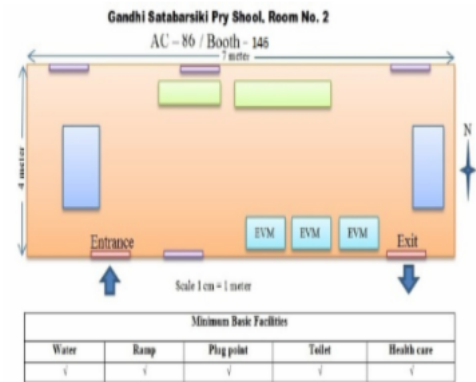 Gandhi Satabarsiki Pry Shool, Room No. 2
AC – 86 / Booth - 146
7 meter
4 meter
N
EVM EVM EVM
Entrance
Exit
Scale 1 cm = 1 meter
Minimum Basic Facilities
Water Ramp Plug point Toilet Health care
√ √ √ √ √